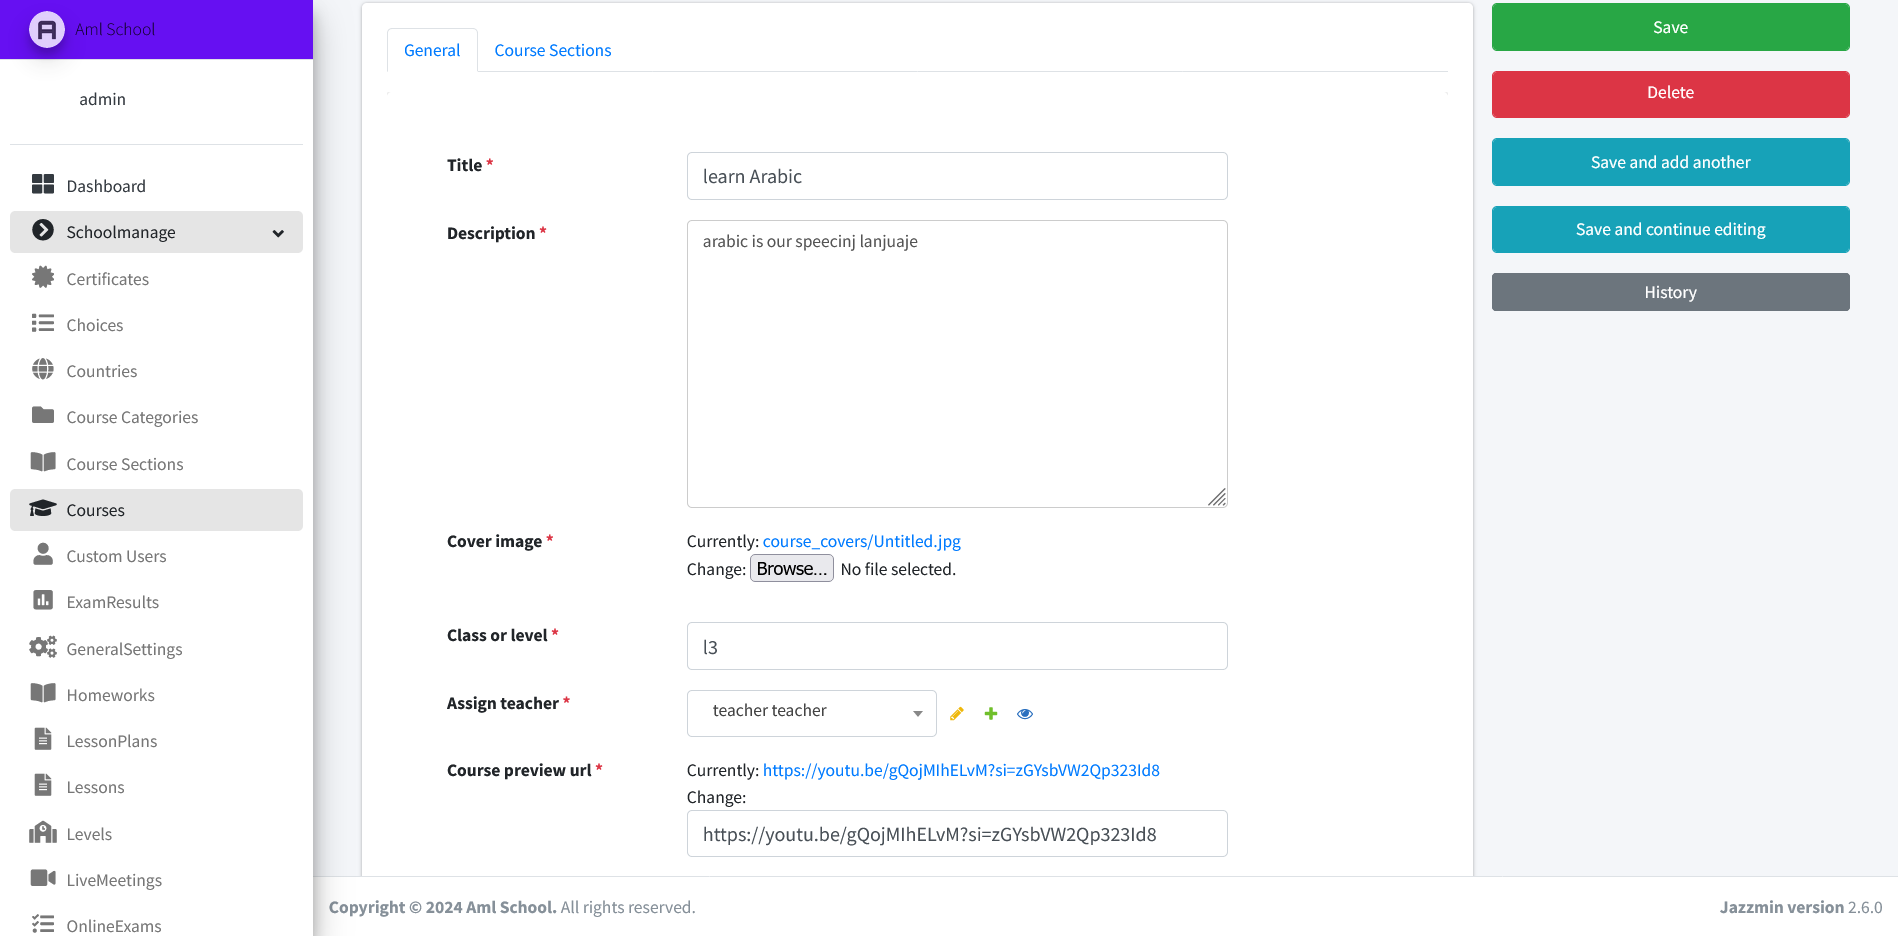 Aml School
admin
Dashboard
Schoolmanage
Certificates
Choices
Countries
Course Categories
Course Sections
Courses
Custom Users
ExamResults
GeneralSettings
Homeworks
LessonPlans
Lessons
Levels
LiveMeetings
OnlineExams
General
Course Sections
Title *
learn Arabic
Description *
arabic is our speecinj lanjuaje
Cover image *
Currently: course_covers/Untitled.jpg
Change: Browse... No file selected.
Class or level *
l3
Assign teacher *
teacher teacher
Course preview url *
Currently: https://youtu.be/gQojMIhELvM?si=zGYsbVW2Qp323Id8
Change:
https://youtu.be/gQojMIhELvM?si=zGYsbVW2Qp323Id8
Save
Delete
Save and add another
Save and continue editing
History
Copyright © 2024 Aml School. All rights reserved.
Jazzmin version 2.6.0